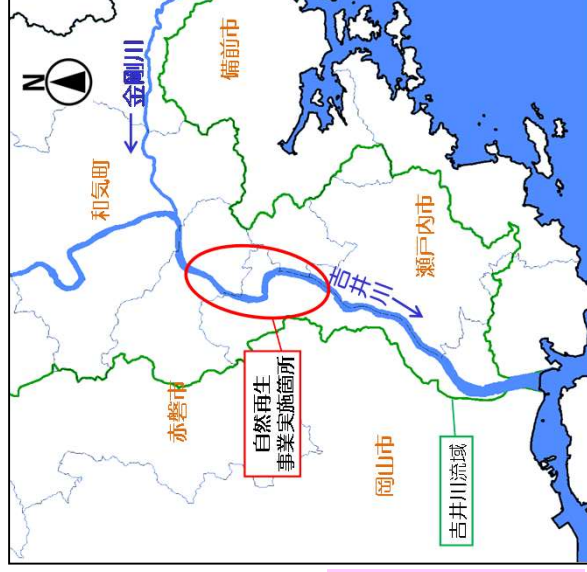 N
金剛川
備前市
和気町
瀬戸内市
吉井川
赤磐市
自然再生
事業実施箇所
岡山市
吉井川流域